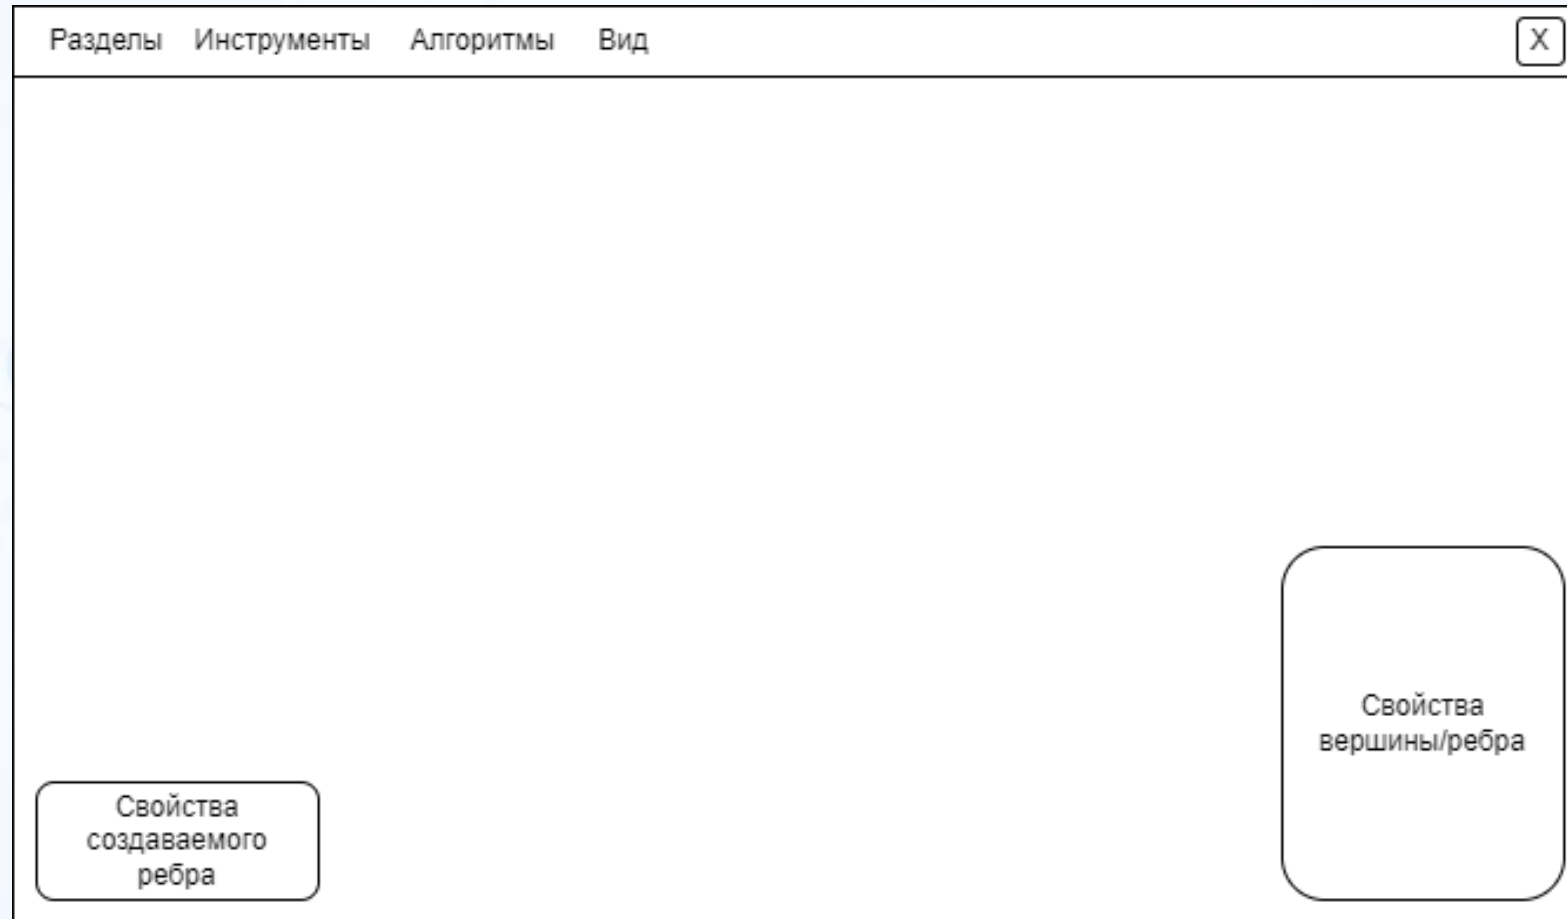 Разделы Инструменты Алгоритмы Вид X
Свойства
вершины/ребра
Свойства
создаваемого
ребра